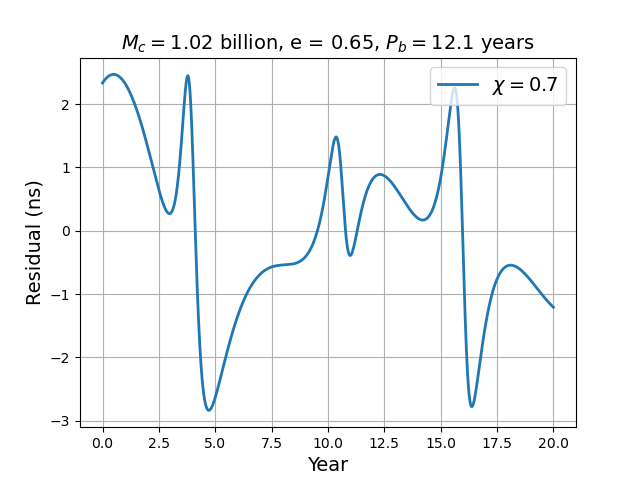 M_c = 1.02 billion, e = 0.65, P_b = 12.1 years
χ = 0.7
Residual (ns)
2
1
0
−1
−2
−3
0.0 2.5 5.0 7.5 10.0 12.5 15.0 17.5 20.0
Year